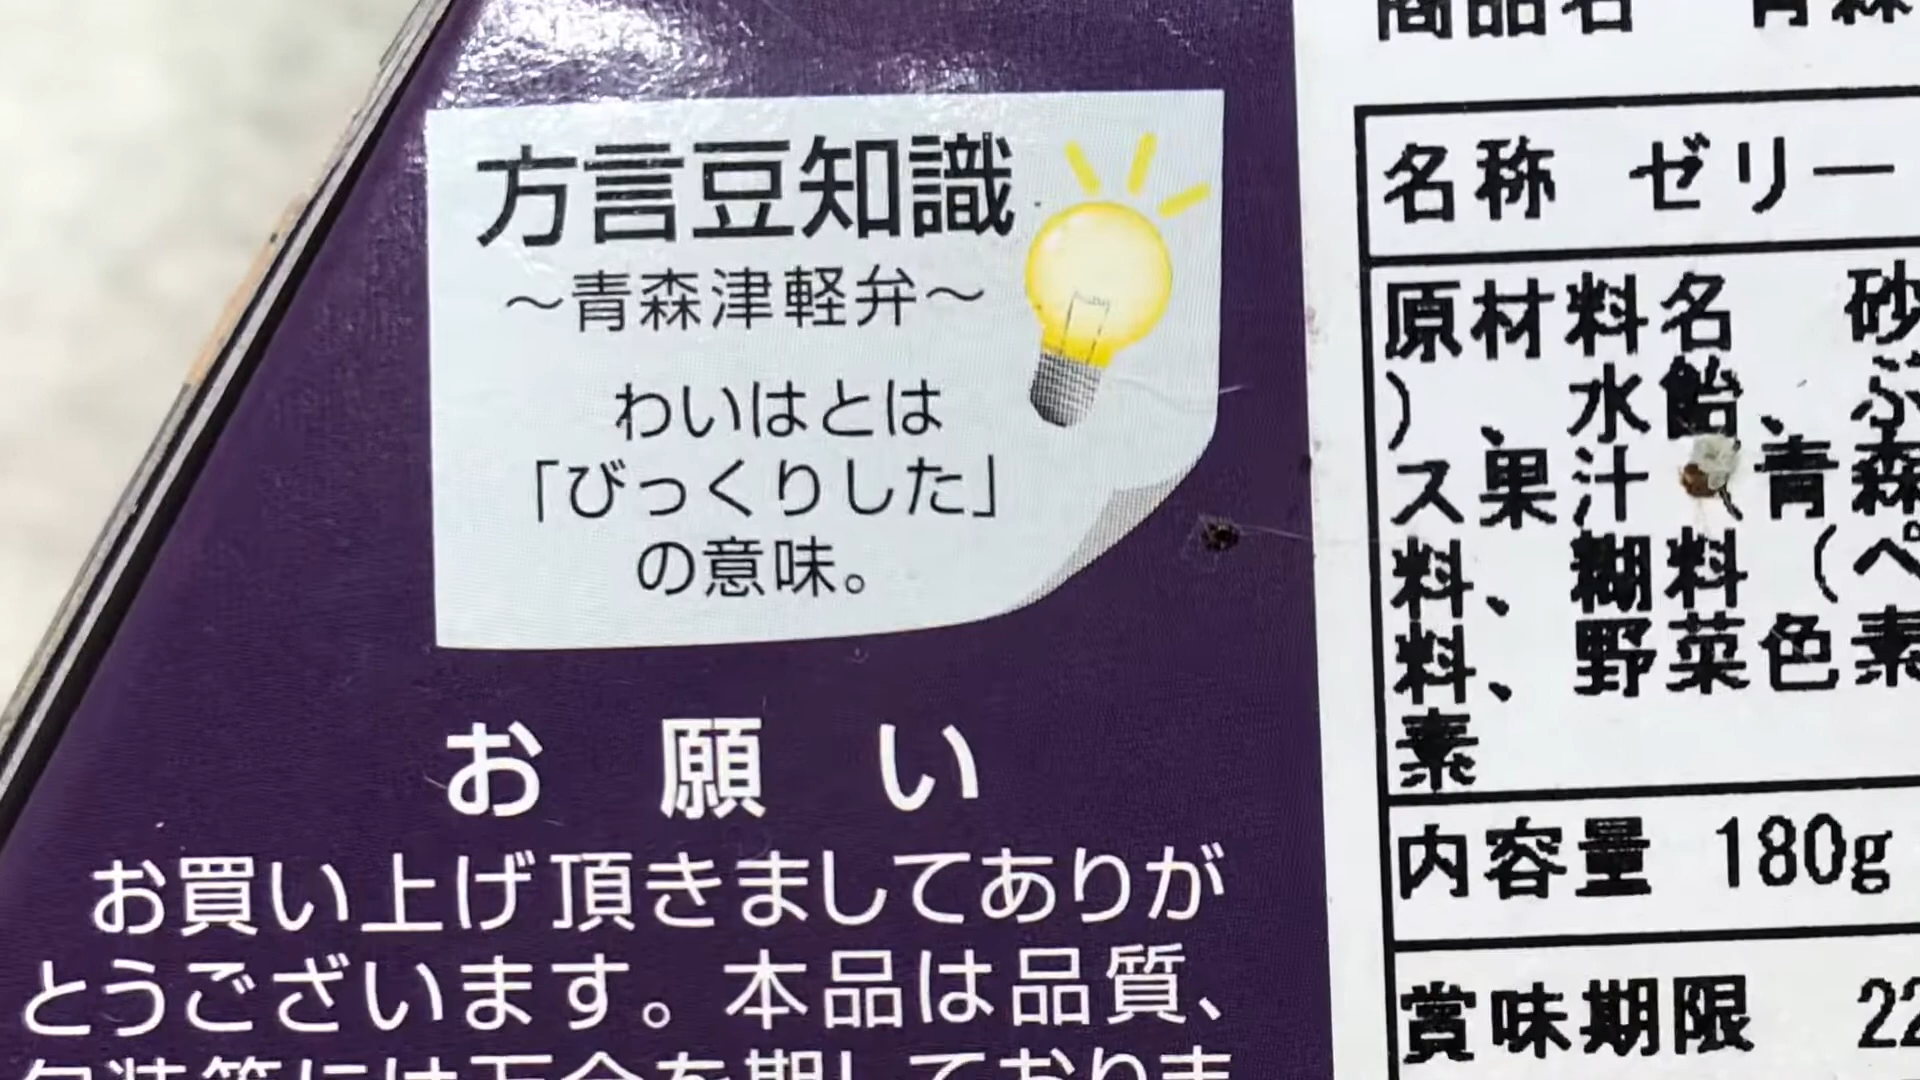 方言豆知識
～青森津軽弁～
わいはとは
「びっくりした」
の意味。
お願い
お買い上げ頂きましてありが
とうございます。本品は品質、
商品名 青森
名称 ゼリー
原材料名 砂
）、水飴、ぶ
ス果汁（青森
料、糊料（ペ
料、野菜色素
素
内容量 180g
賞味期限 22